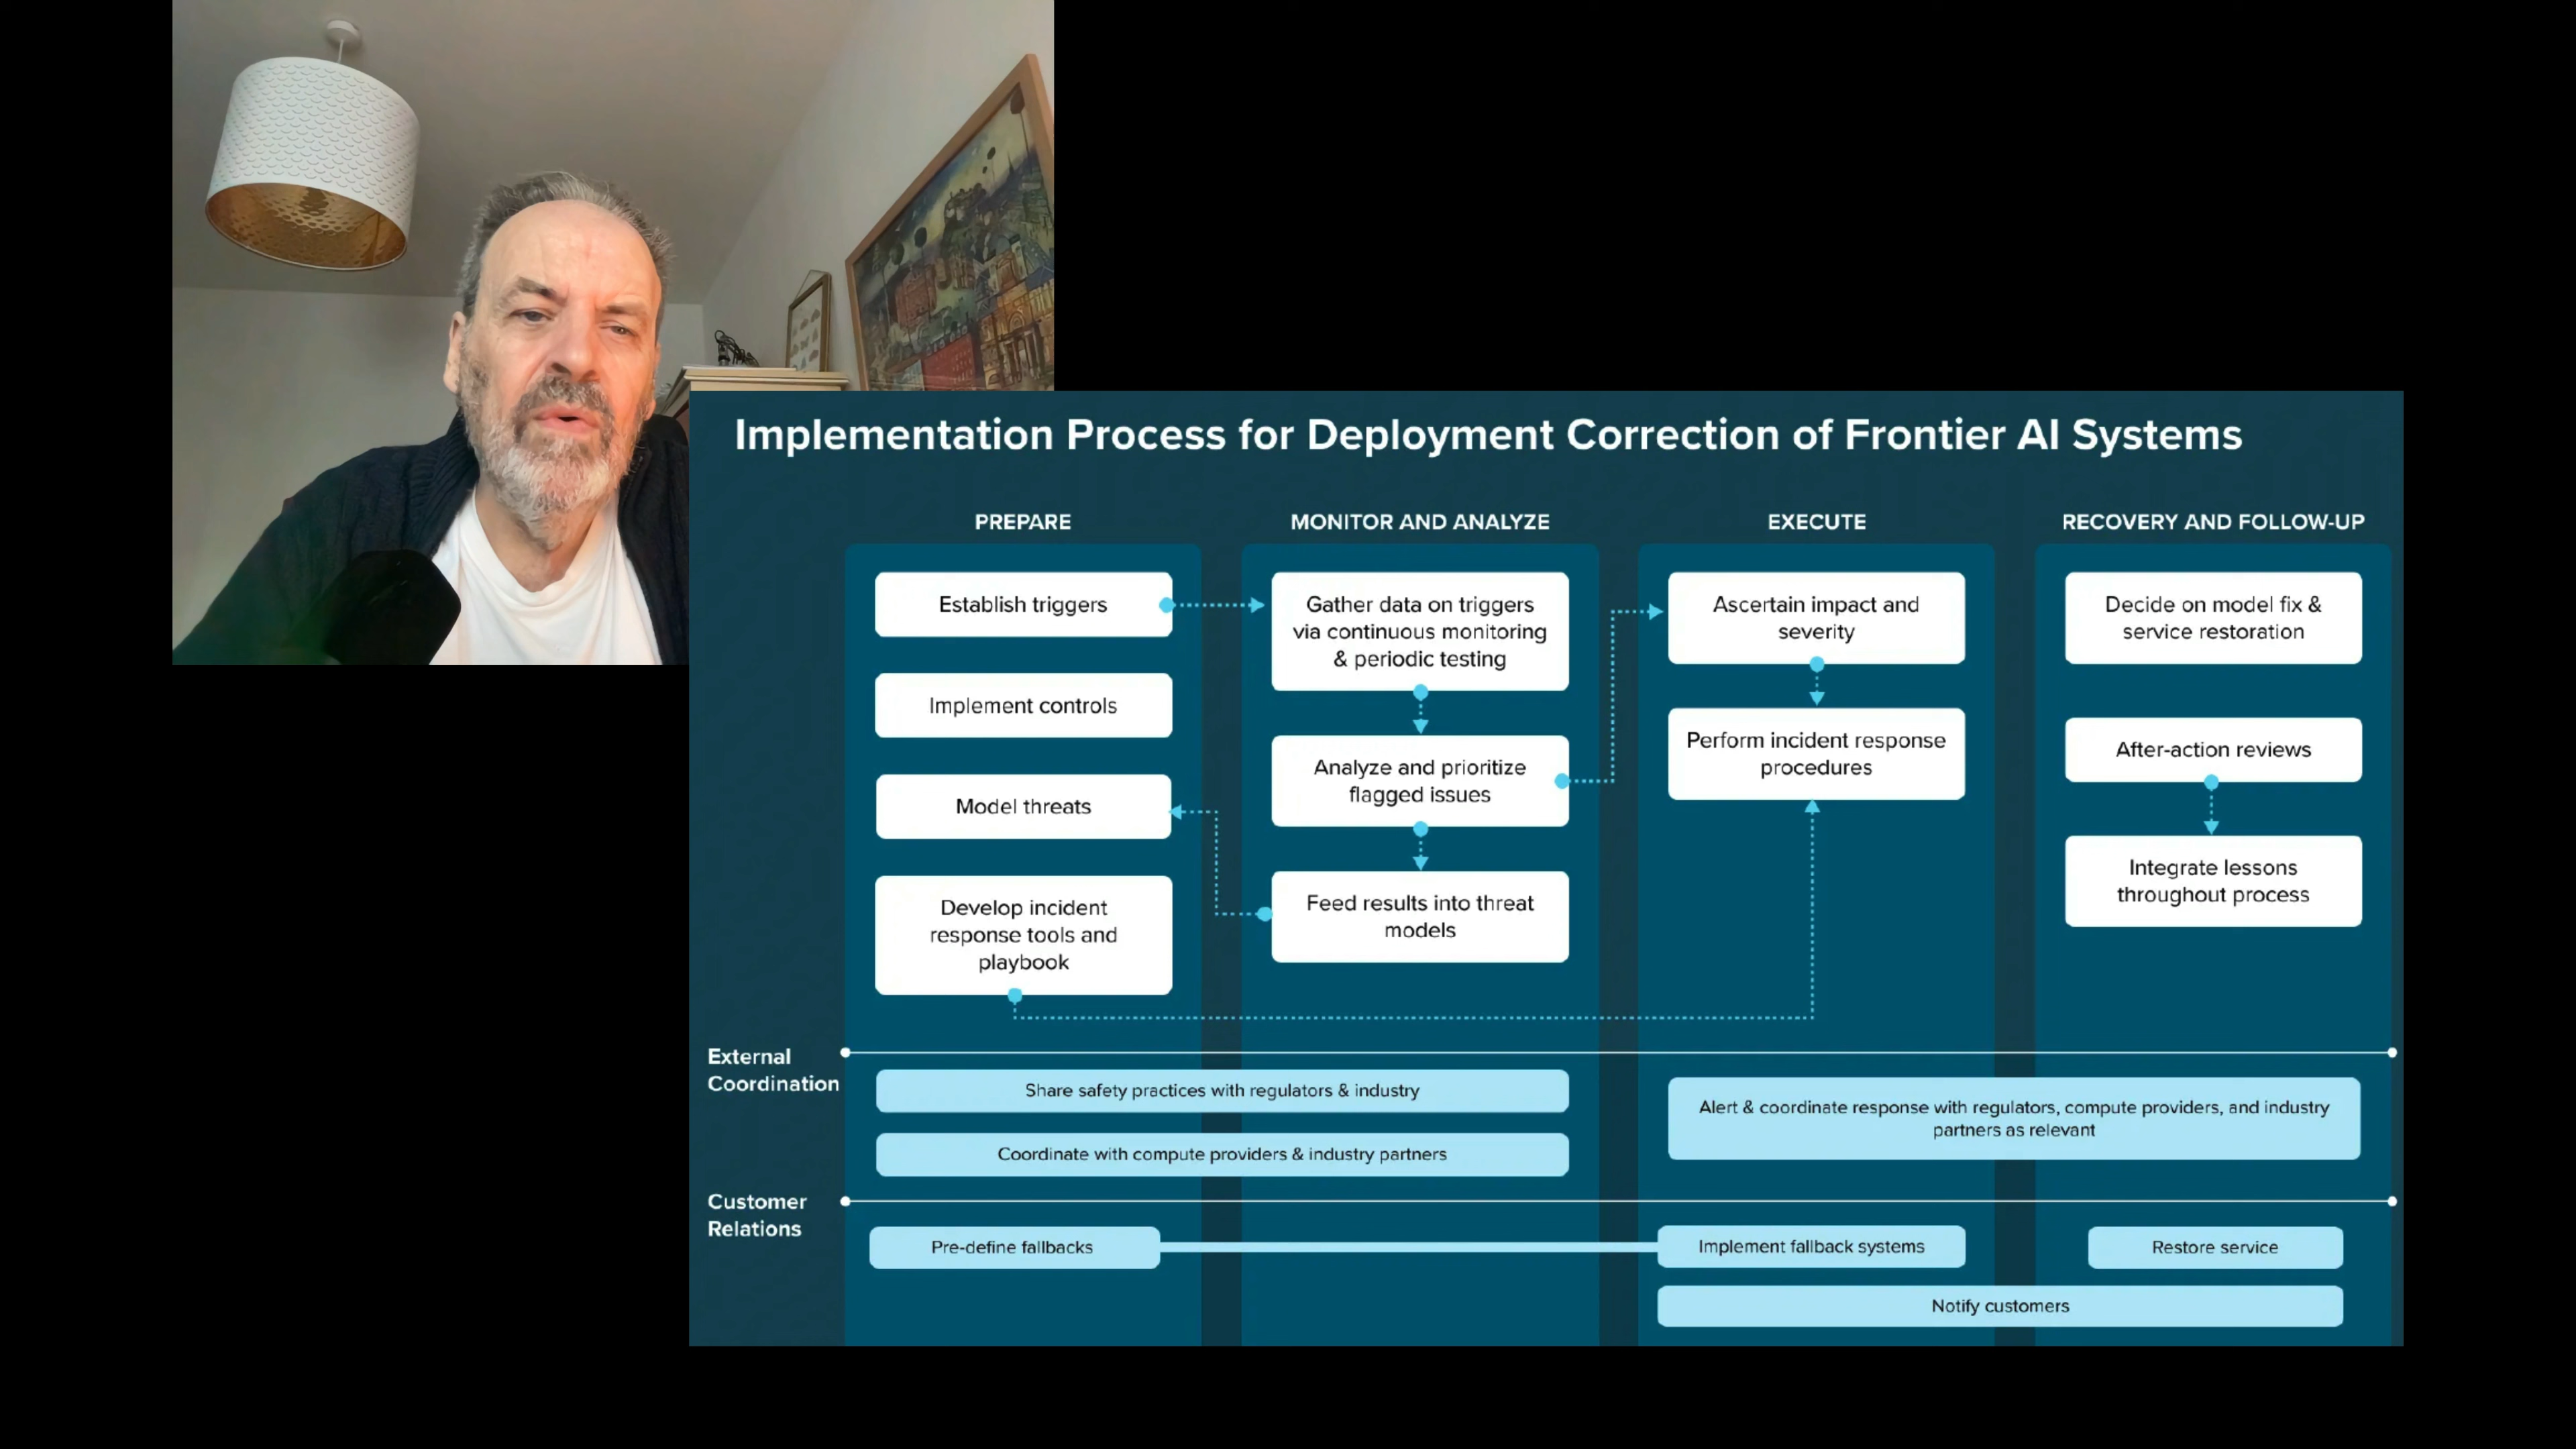 Implementation Process for Deployment Correction of Frontier AI Systems
PREPARE
Establish triggers
Implement controls
Model threats
Develop incident
response tools and
playbook
MONITOR AND ANALYZE
Gather data on triggers
via continuous monitoring
& periodic testing
Analyze and prioritize
flagged issues
Feed results into threat
models
EXECUTE
Ascertain impact and
severity
Perform incident response
procedures
RECOVERY AND FOLLOW-UP
Decide on model fix &
service restoration
After-action reviews
Integrate lessons
throughout process
External
Coordination
Share safety practices with regulators & industry
Coordinate with compute providers & industry partners
Alert & coordinate response with regulators, compute providers, and industry
partners as relevant
Customer
Relations
Pre-define fallbacks
Implement fallback systems
Restore service
Notify customers